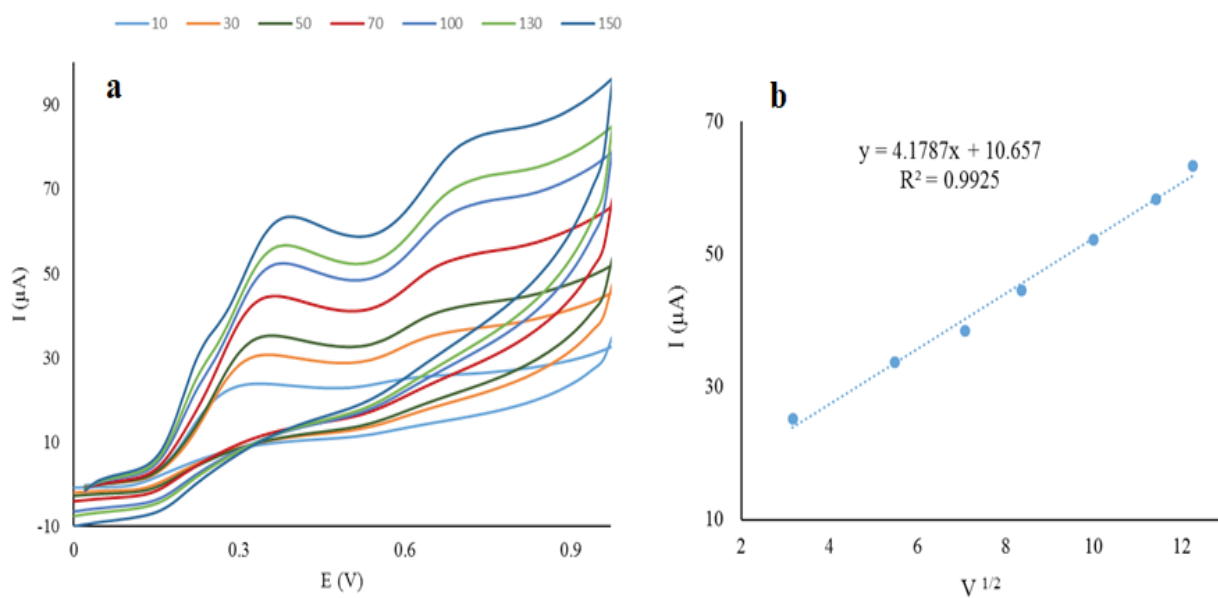 10 30 50 70 100 130 150
a
90
70
50
30
10
-10
I (µA)
0 0.3 0.6 0.9
E (V)
b
70
50
30
10
I (µA)
y = 4.1787x + 10.657
R² = 0.9925
2 4 6 8 10 12
V ^1/2